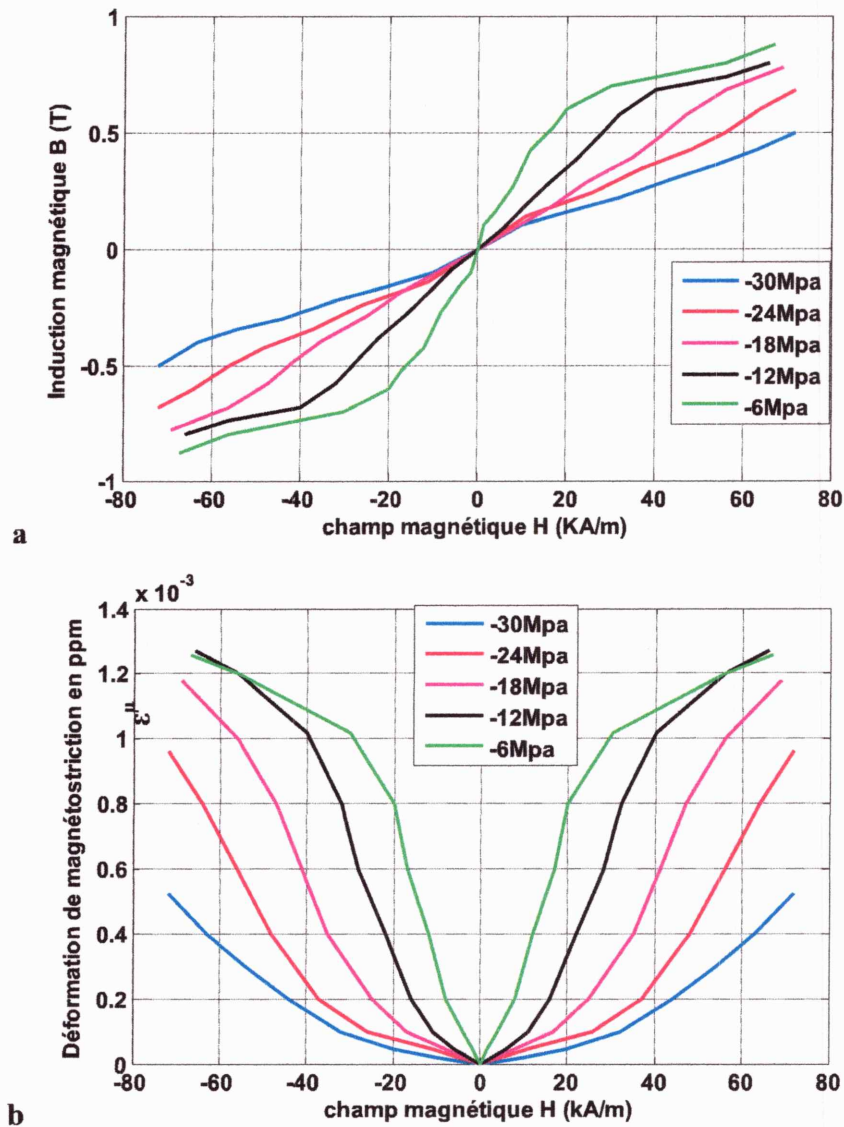 1
0.5
0
-0.5
-1
Induction magnétique B (T)
-80 -60 -40 -20 0 20 40 60 80
champ magnétique H (KA/m)
-30Mpa
-24Mpa
-18Mpa
-12Mpa
-6Mpa
a
x 10-3
1.4
1.2
1
0.8
0.6
0.4
0.2
0
Déformation de magnétostriction en ppm
-80 -60 -40 -20 0 20 40 60 80
champ magnétique H (kA/m)
-30Mpa
-24Mpa
-18Mpa
-12Mpa
-6Mpa
b